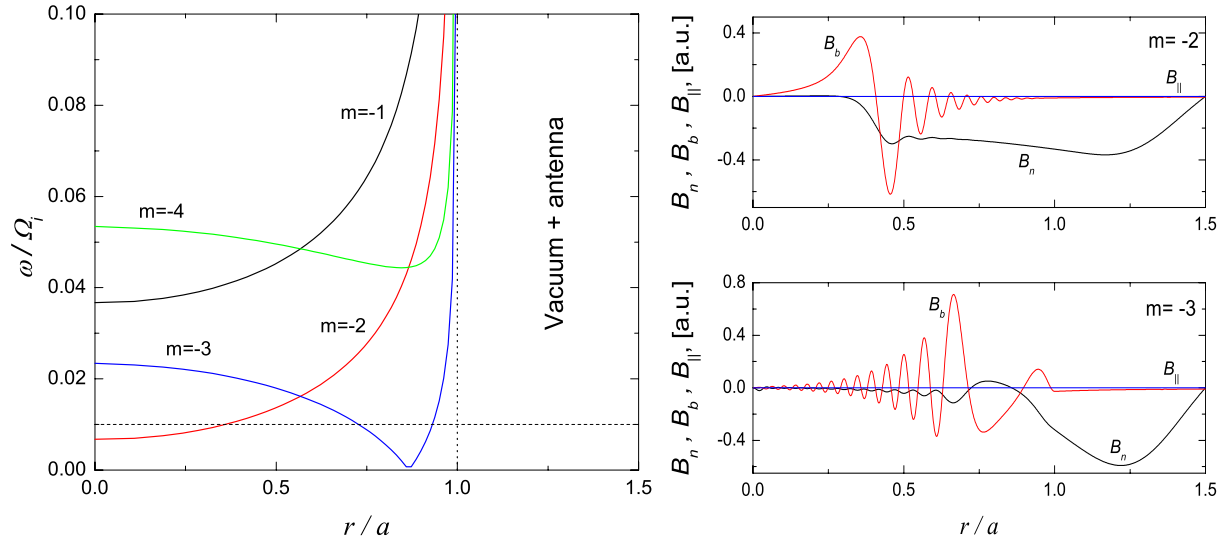 0.10
0.08
0.06
0.04
0.02
0.00
ω / Ω_i
m=-1
m=-4
m=-2
m=-3
Vacuum + antenna
0.0 0.5 1.0 1.5
r / a
0.4
0.0
-0.4
B_n , B_b , B_||, [a.u.]
B_b
m= -2
B_||
B_n
0.0 0.5 1.0 1.5
0.8
0.4
0.0
-0.4
B_n , B_b , B_||, [a.u.]
B_b
m= -3
B_||
B_n
0.0 0.5 1.0 1.5
r / a